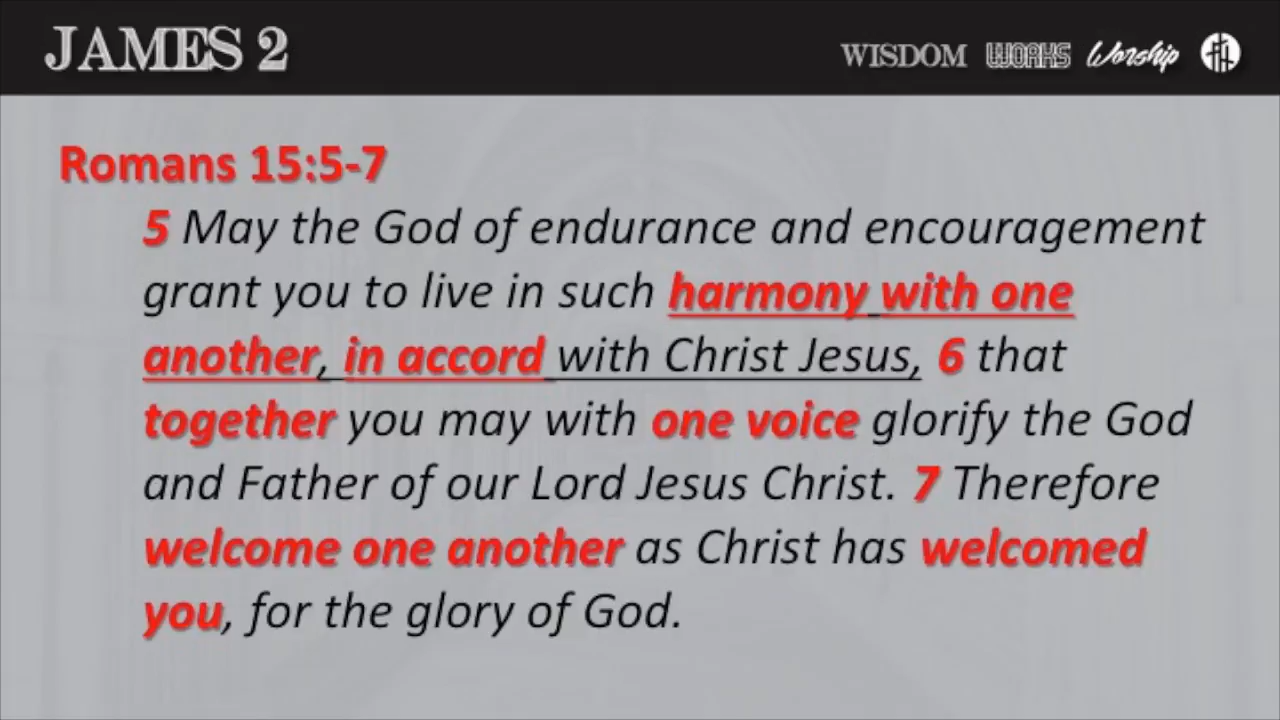 JAMES 2
WISDOM WORKS Worship
Romans 15:5-7
5 May the God of endurance and encouragement
grant you to live in such harmony with one
another, in accord with Christ Jesus, 6 that
together you may with one voice glorify the God
and Father of our Lord Jesus Christ. 7 Therefore
welcome one another as Christ has welcomed
you, for the glory of God.